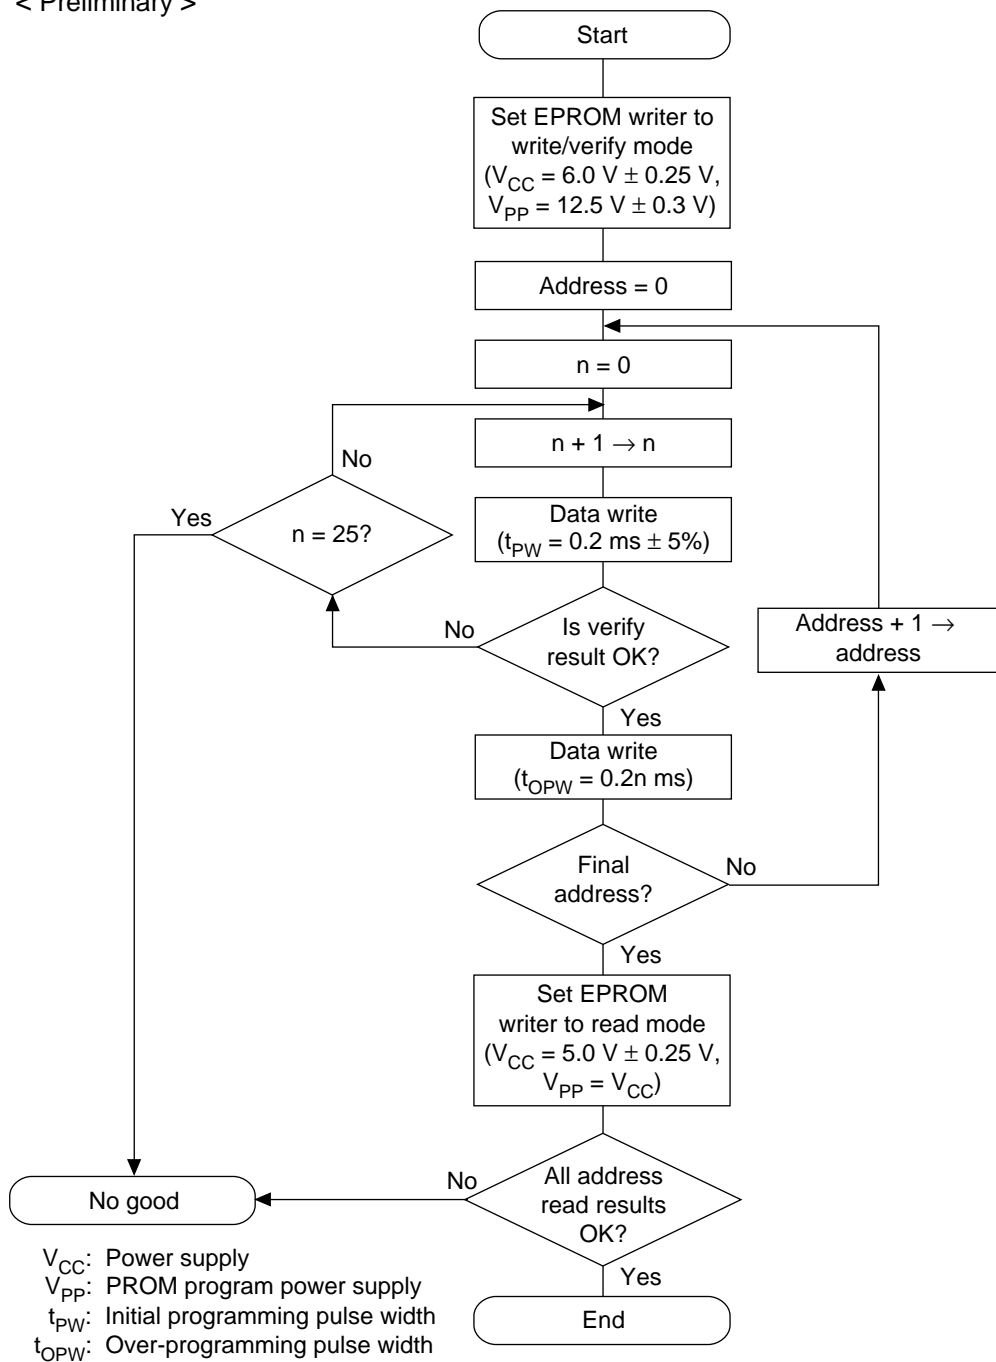 < Preliminary >
Start
Set EPROM writer to
write/verify mode
(VCC = 6.0 V ± 0.25 V,
VPP = 12.5 V ± 0.3 V)
Address = 0
n = 0
n + 1 → n
No
Yes
n = 25?
Data write
(tPW = 0.2 ms ± 5%)
No
Is verify
result OK?
Address + 1 →
address
Yes
Data write
(tOPW = 0.2n ms)
Final
address?
No
Yes
Set EPROM
writer to read mode
(VCC = 5.0 V ± 0.25 V,
VPP = VCC)
No good
No
All address
read results
OK?
Yes
End
VCC: Power supply
VPP: PROM program power supply
tPW: Initial programming pulse width
tOPW: Over-programming pulse width